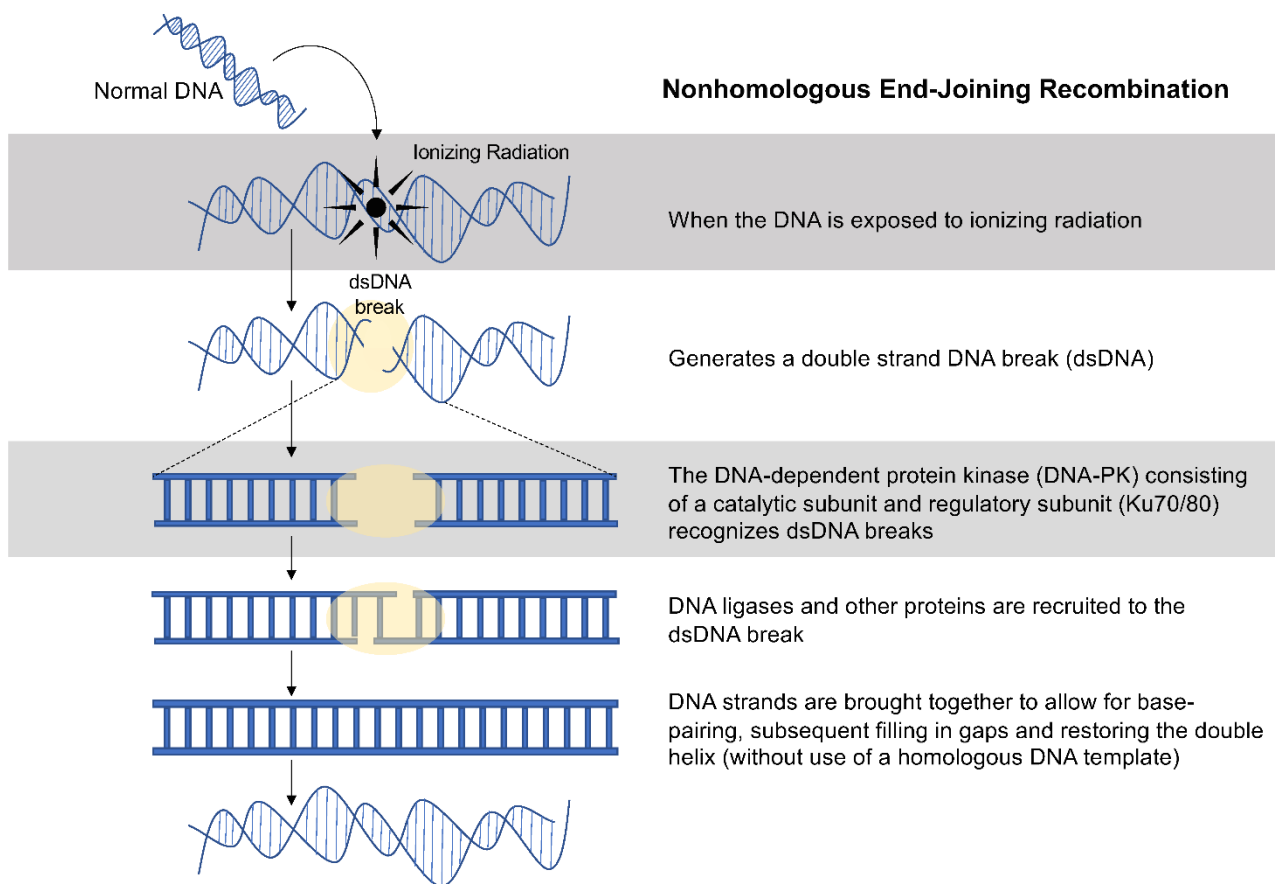 Normal DNA
Nonhomologous End-Joining Recombination
Ionizing Radiation
When the DNA is exposed to ionizing radiation
dsDNA
break
Generates a double strand DNA break (dsDNA)
The DNA-dependent protein kinase (DNA-PK) consisting
of a catalytic subunit and regulatory subunit (Ku70/80)
recognizes dsDNA breaks
DNA ligases and other proteins are recruited to the
dsDNA break
DNA strands are brought together to allow for base-
pairing, subsequent filling in gaps and restoring the double
helix (without use of a homologous DNA template)